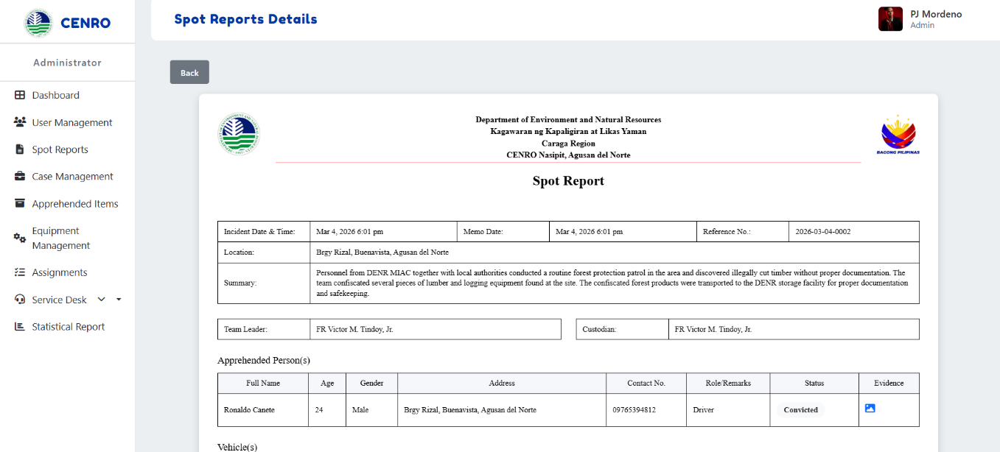 CENRO
Administrator
Dashboard
User Management
Spot Reports
Case Management
Apprehended Items
Equipment
Management
Assignments
Service Desk
Statistical Report
Spot Reports Details
PJ Mordeno
Admin
Back
Department of Environment and Natural Resources
Kagawaran ng Kapaligiran at Likas Yaman
Caraga Region
CENRO Nasipit, Agusan del Norte
BAGONG PILIPINAS
Spot Report
Incident Date & Time: Mar 4, 2026 6:01 pm Memo Date: Mar 4, 2026 6:01 pm Reference No.: 2026-03-04-0002
Location: Brgy Rizal, Buenavista, Agusan del Norte
Summary: Personnel from DENR MIAC together with local authorities conducted a routine forest protection patrol in the area and discovered illegally cut timber without proper documentation. The
team confiscated several pieces of lumber and logging equipment found at the site. The confiscated forest products were transported to the DENR storage facility for proper documentation
and safekeeping.
Team Leader: FR Victor M. Tindoy, Jr. Custodian: FR Victor M. Tindoy, Jr.
Apprehended Person(s)
Full Name Age Gender Address Contact No. Role/Remarks Status Evidence
Ronaldo Canete 24 Male Brgy Rizal, Buenavista, Agusan del Norte 09765394812 Driver Convicted
Vehicle(s)